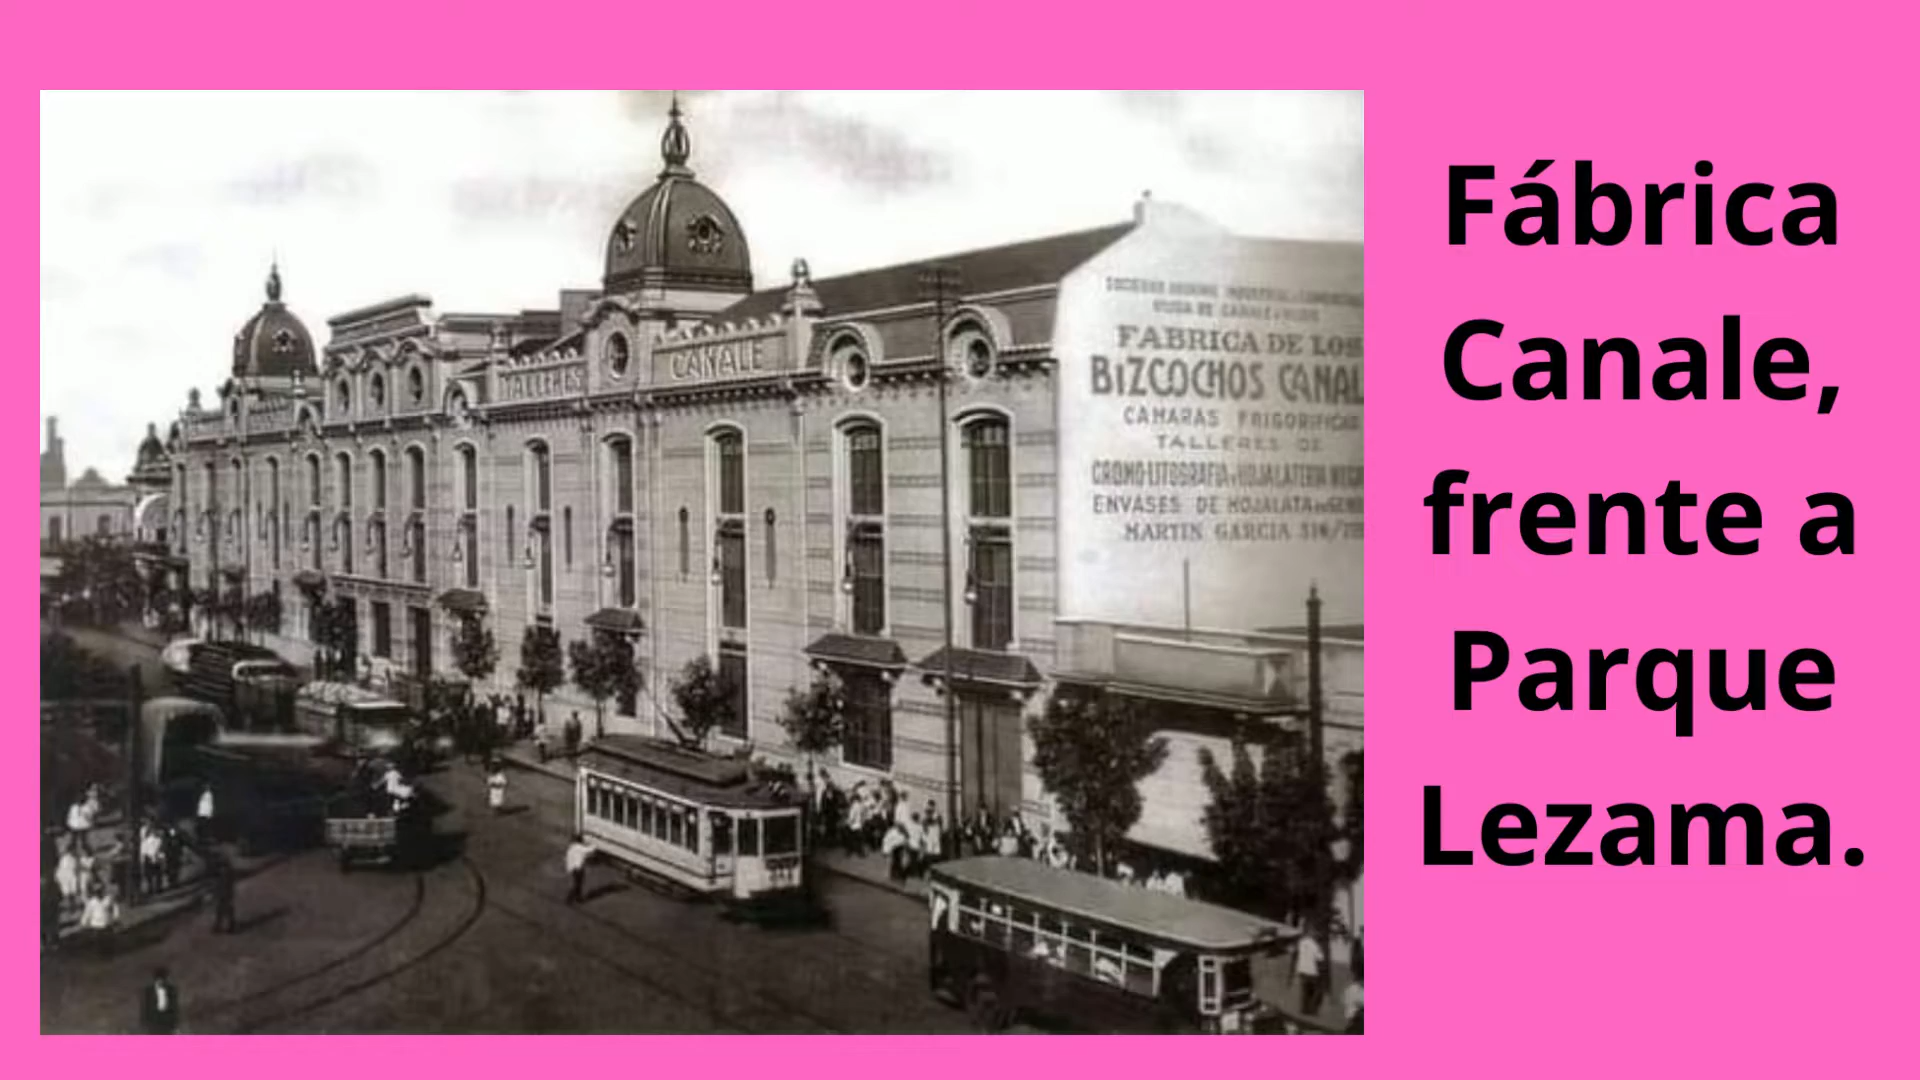 TALLERES
CANALE
FABRICA DE LOS
BIZCOCHOS CANAL
CAMARAS FRIGORIFICAS
TALLERES DE
ENVASES DE HOJALATA
MARTIN GARCIA
Fábrica
Canale,
frente a
Parque
Lezama.